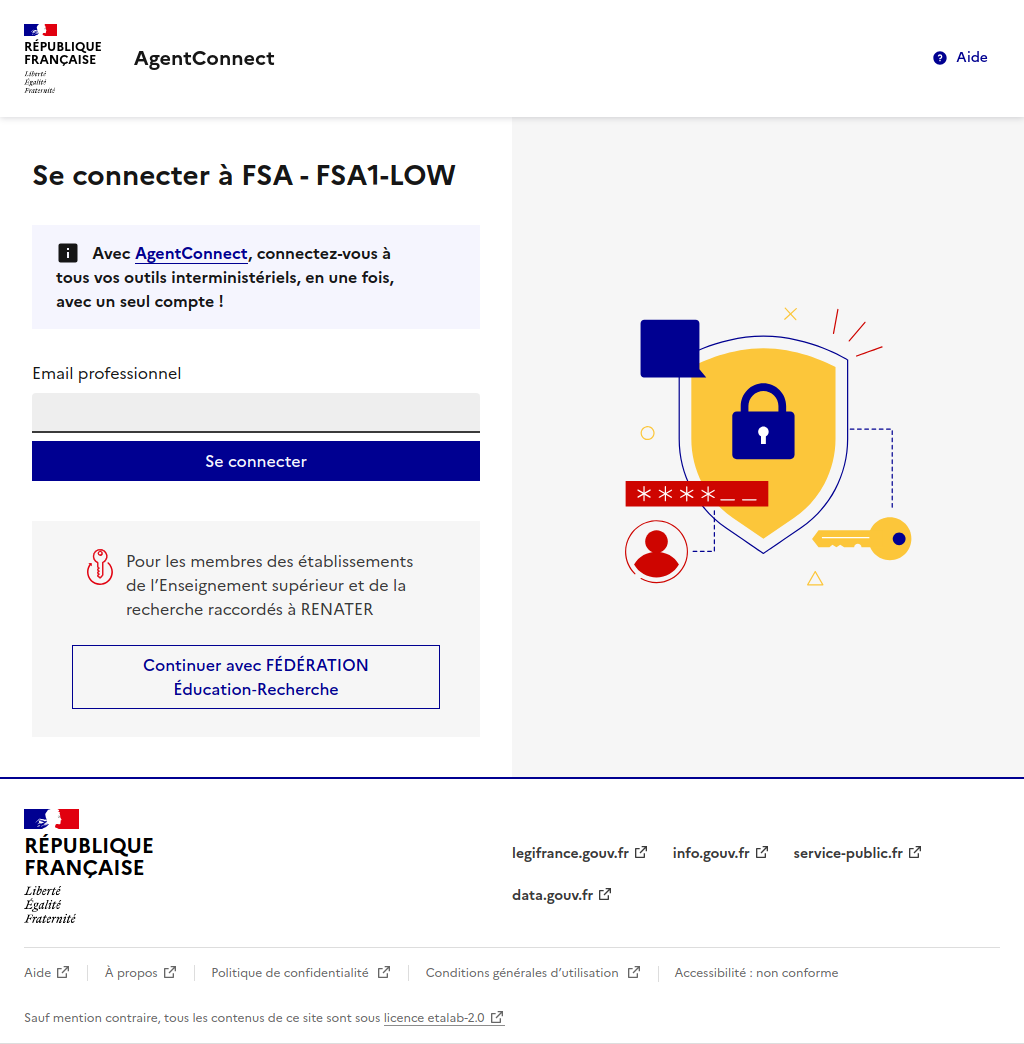 RÉPUBLIQUE
FRANÇAISE
Liberté
Égalité
Fraternité
AgentConnect
Aide
Se connecter à FSA - FSA1-LOW
Avec AgentConnect, connectez-vous à
tous vos outils interministériels, en une fois,
avec un seul compte !
Email professionnel
Se connecter
Pour les membres des établissements
de l’Enseignement supérieur et de la
recherche raccordés à RENATER
Continuer avec FÉDÉRATION
Éducation-Recherche
****__
RÉPUBLIQUE
FRANÇAISE
Liberté
Égalité
Fraternité
legifrance.gouv.fr
info.gouv.fr
service-public.fr
data.gouv.fr
Aide
À propos
Politique de confidentialité
Conditions générales d’utilisation
Accessibilité : non conforme
Sauf mention contraire, tous les contenus de ce site sont sous licence etalab-2.0